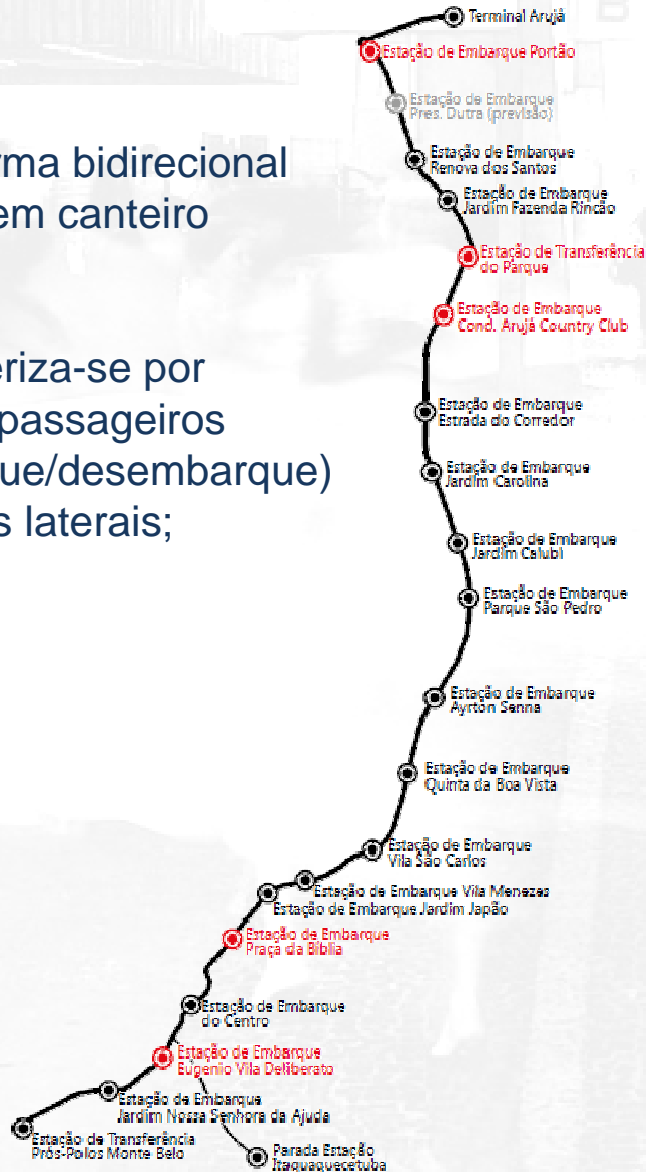 rma bidirecional
em canteiro
eriza-se por
passageiros
que/desembarque)
s laterais;
Terminal Arujá
Estação de Embarque Portão
Estação de Embarque
Pres. Dutra (previsão)
Estação de Embarque
Renova dos Santos
Estação de Embarque
Jardim Fazenda Rincão
Estação de Transferência
do Parque
Estação de Embarque
Cond. Arujá Country Club
Estação de Embarque
Estrada do Corredor
Estação de Embarque
Jardim Carolina
Estação de Embarque
Jardim Caiubi
Estação de Embarque
Parque São Pedro
Estação de Embarque
Ayrton Senna
Estação de Embarque
Quinta da Boa Vista
Estação de Embarque
Vila São Carlos
Estação de Embarque Vila Menezes
Estação de Embarque Jardim Japão
Estação de Embarque
Praça da Bíblia
Estação de Embarque
do Centro
Estação de Embarque
Eugenio Vila Deliberato
Estação de Embarque
Jardim Nossa Senhora da Ajuda
Estação de Transferência
Prós-Polos Monte Belo
Parada Estação
Itaquaquecetuba